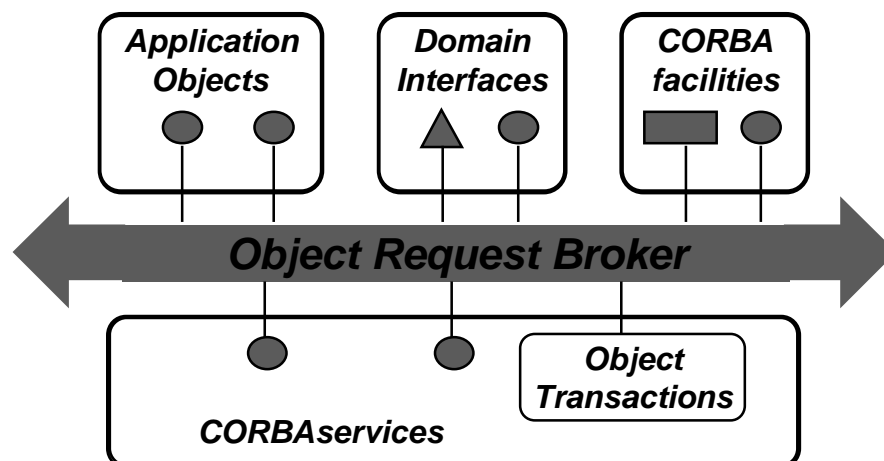 Application
Objects
Domain
Interfaces
CORBA
facilities
Object Request Broker
Object
Transactions
CORBAservices